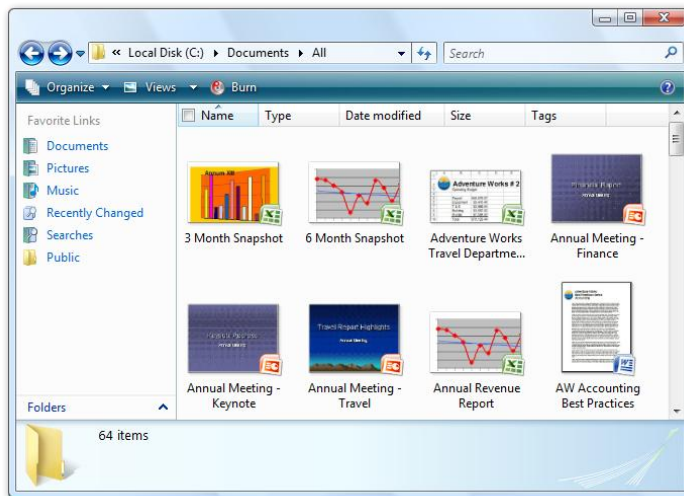 « Local Disk (C:) Documents All
Search
Organize Views Burn
Favorite Links
Documents
Pictures
Music
Recently Changed
Searches
Public
Folders
Name Type Date modified Size Tags
3 Month Snapshot
6 Month Snapshot
Adventure Works # 2
Adventure Works
Travel Departme...
Annual Meeting -
Finance
Annual Meeting -
Keynote
Travel Report Highlights
Annual Meeting
Annual Meeting -
Travel
Annual Revenue
Report
AW Accounting
Best Practices
64 items